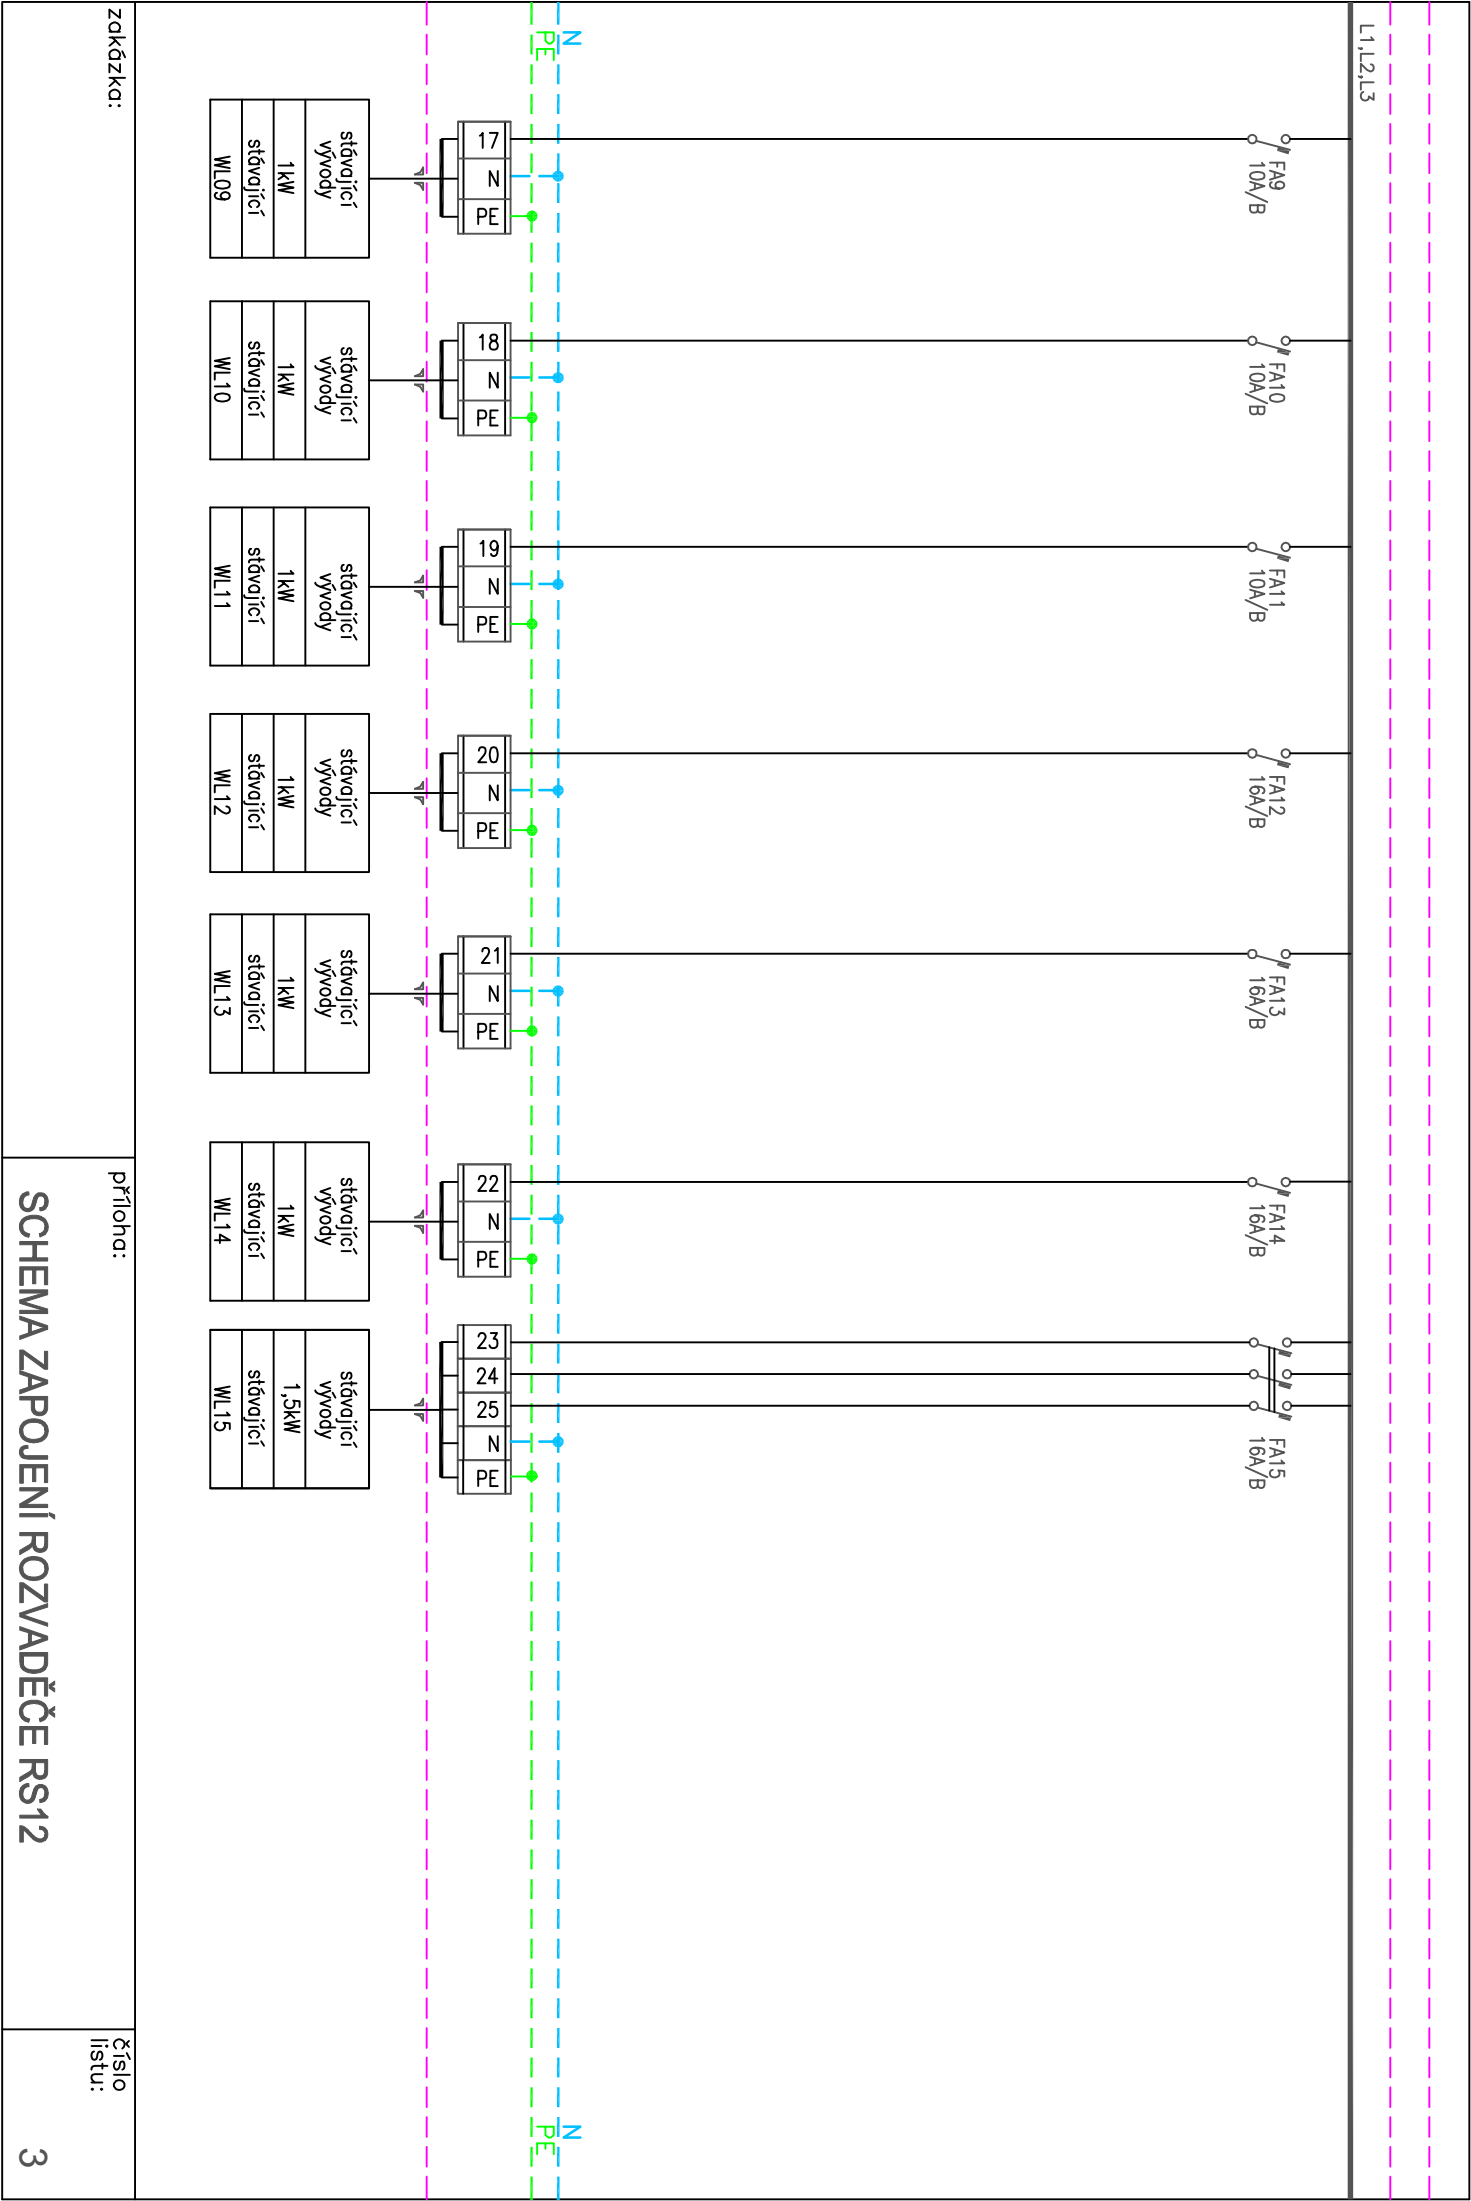 L1,L2,L3
FA9
10A/B
FA10
10A/B
FA11
10A/B
FA12
16A/B
FA13
16A/B
FA14
16A/B
FA15
16A/B
N
PE
N
PE
17
N
PE
18
N
PE
19
N
PE
20
N
PE
21
N
PE
22
N
PE
23
24
25
N
PE
stávající
vývody
1kW
stávající
WL09
stávající
vývody
1kW
stávající
WL10
stávající
vývody
1kW
stávající
WL11
stávající
vývody
1kW
stávající
WL12
stávající
vývody
1kW
stávající
WL13
stávající
vývody
1kW
stávající
WL14
stávající
vývody
1,5kW
stávající
WL15
zakázka:
příloha:
SCHEMA ZAPOJENÍ ROZVADĚČE RS12
číslo
listu:
3